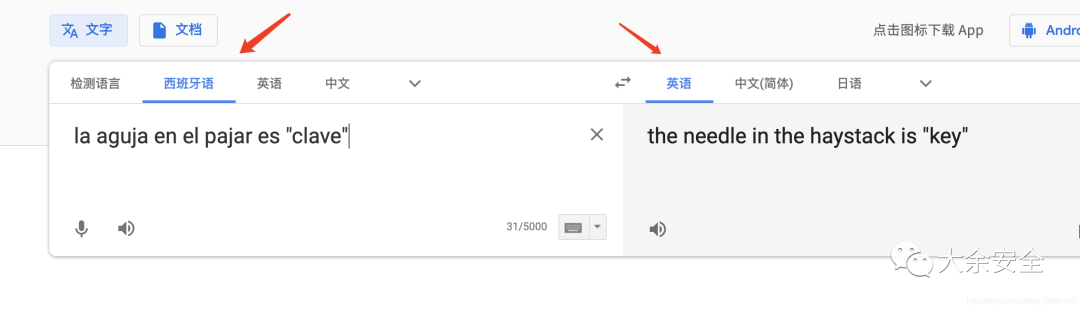 文字 文档 点击图标下载 App
检测语言 西班牙语 英语 中文 英语 中文(简体) 日语
la aguja en el pajar es "clave" the needle in the haystack is "key"
31/5000
大余安全